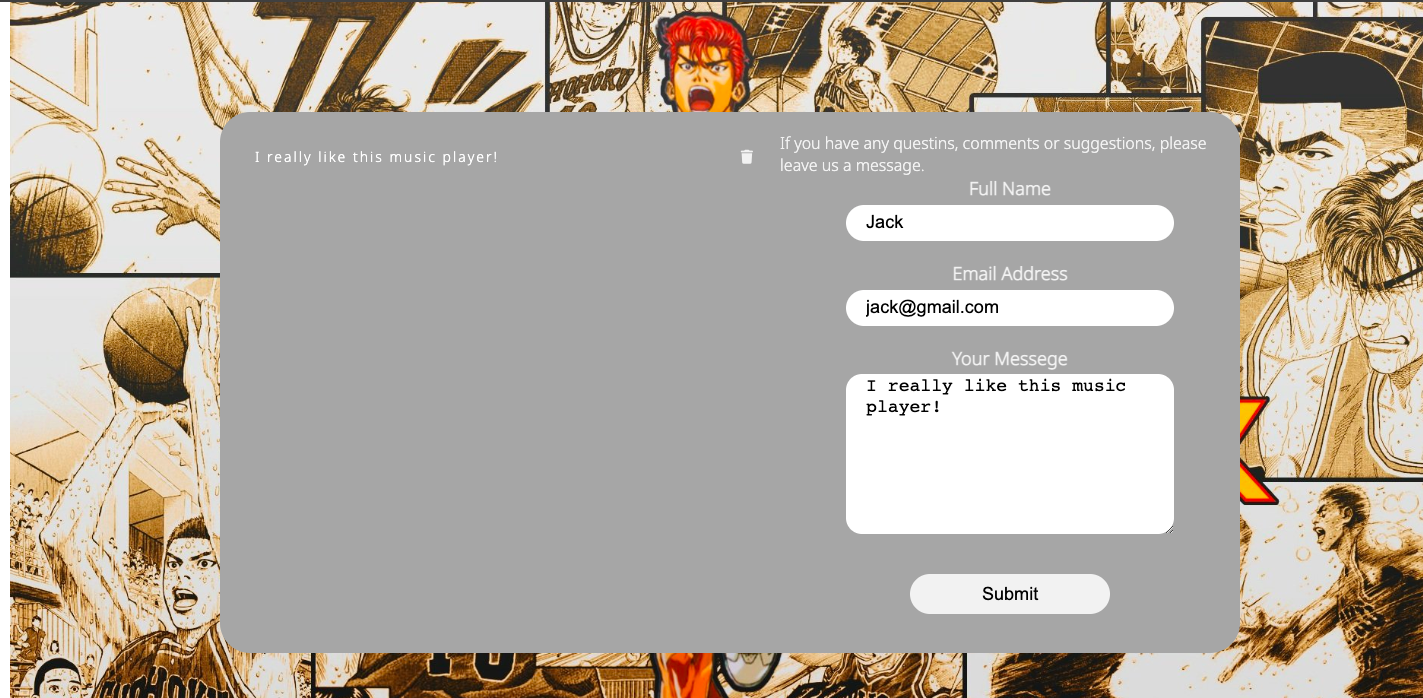 SHOHOKU
I really like this music player!
If you have any questins, comments or suggestions, please
leave us a message.
Full Name
Jack
Email Address
jack@gmail.com
Your Messege
I really like this music
player!
Submit